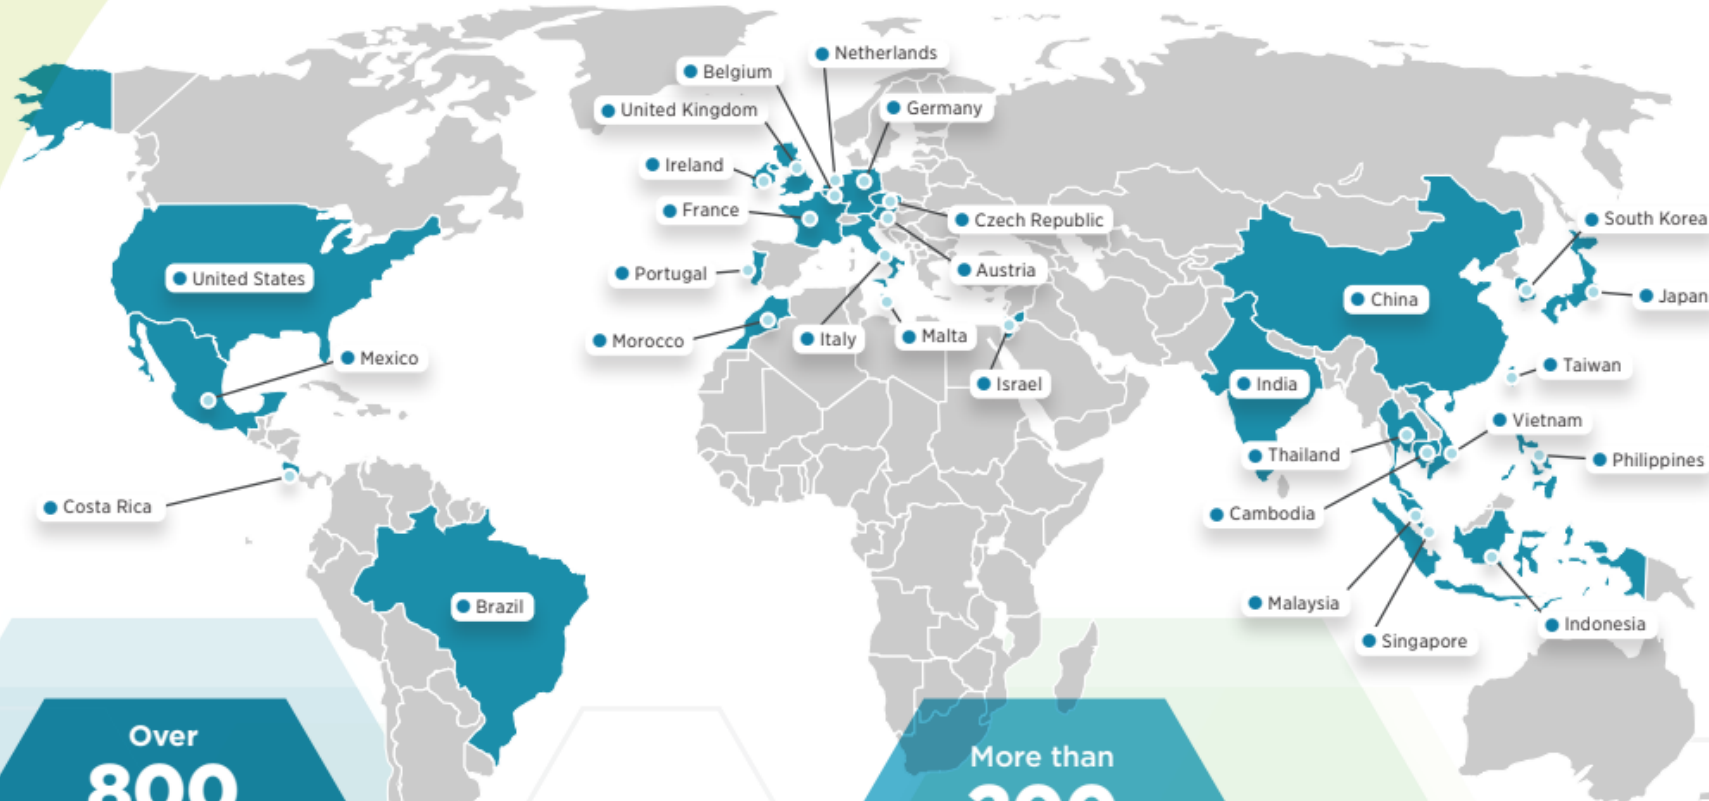 Netherlands
Belgium
United Kingdom
Germany
Ireland
France
Czech Republic
South Korea
Portugal
Austria
United States
China
Japan
Morocco
Italy
Malta
Mexico
Taiwan
Israel
India
Vietnam
Thailand
Philippines
Costa Rica
Cambodia
Brazil
Malaysia
Indonesia
Singapore
Over
800
More than